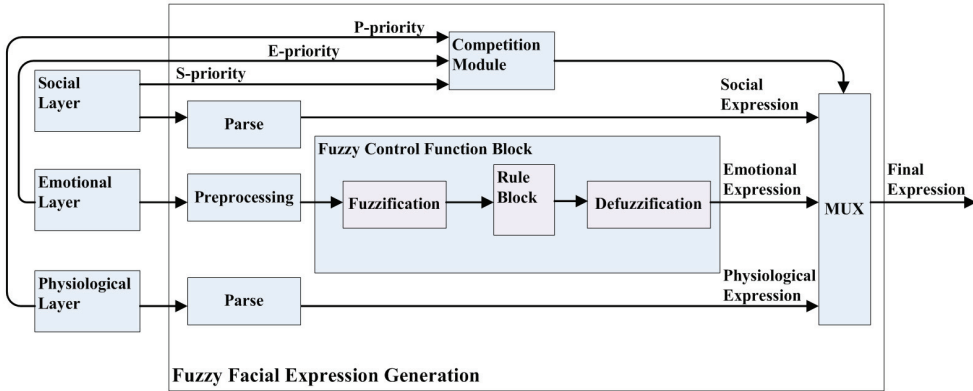 P-priority
E-priority
S-priority
Competition
Module
Social
Layer
Social
Expression
Parse
Fuzzy Control Function Block
Emotional
Layer
Preprocessing
Fuzzification
Rule
Block
Defuzzification
Emotional
Expression
MUX
Final
Expression
Physiological
Layer
Parse
Physiological
Expression
Fuzzy Facial Expression Generation